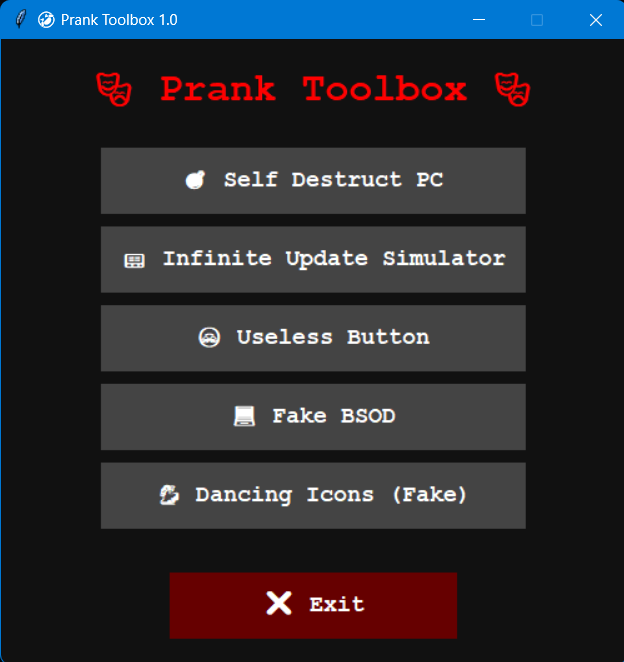 Prank Toolbox 1.0
Prank Toolbox
Self Destruct PC
Infinite Update Simulator
Useless Button
Fake BSOD
Dancing Icons (Fake)
Exit